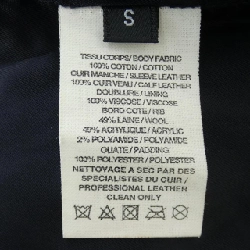 S
TISSU CORPS/BODY FABRIC
100% COTON / COTTON
CUIR MANCHE / SLEEVE LEATHER
100% CUIR VEAU / CALF LEATHER
DOUBLURE / LINING
100% VISCOSE / VISCOSE
BORD COTE / RIB
49% LAINE / WOOL
49% ACRYLIQUE / ACRYLIC
2% POLYAMIDE / POLYAMIDE
OUATE / PADDING
100% POLYESTER / POLYESTER
NETTOYAGE A SEC PAR DES
SPECIALISTES DU CUIR /
PROFESSIONAL LEATHER
CLEAN ONLY